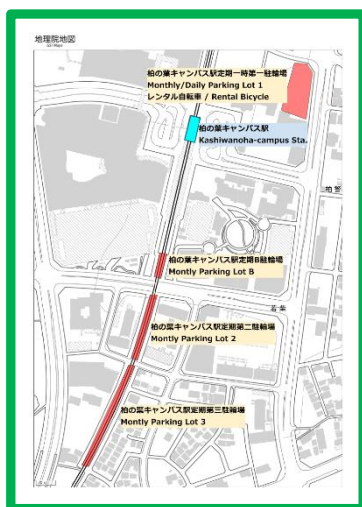 地理院地図
GSI Maps
柏の葉キャンパス駅定期一時第一駐輪場
Monthly/Daily Parking Lot 1
レンタル自転車 / Rental Bicycle
柏の葉キャンパス駅
Kashiwanoha-campus Sta.
柏の葉キャンパス駅定期B駐輪場
Montly Parking Lot B
若葉
柏の葉キャンパス駅定期第二駐輪場
Montly Parking Lot 2
柏の葉キャンパス駅定期第三駐輪場
Montly Parking Lot 3